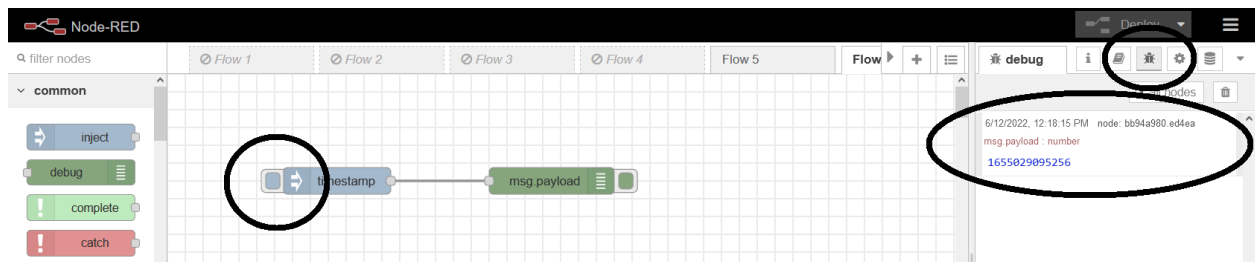 Node-RED
Deploy
filter nodes
Flow 1
Flow 2
Flow 3
Flow 4
Flow 5
Flow
debug
i
common
inject
debug
complete
catch
timestamp
msg.payload
nodes
6/12/2022, 12:18:15 PM node: bb94a980.ed4ea
msg.payload : number
1655029095256